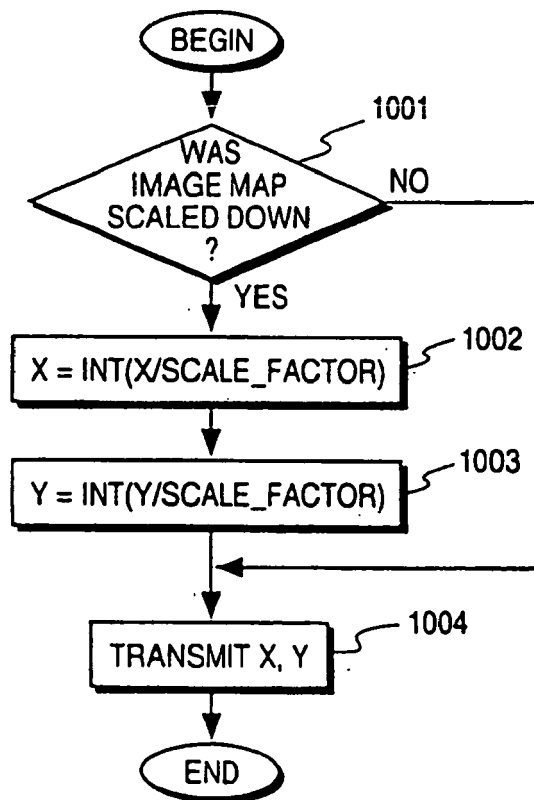 BEGIN
1001
WAS
IMAGE MAP
SCALED DOWN
?
NO
YES
1002
X = INT(X/SCALE_FACTOR)
1003
Y = INT(Y/SCALE_FACTOR)
1004
TRANSMIT X, Y
END